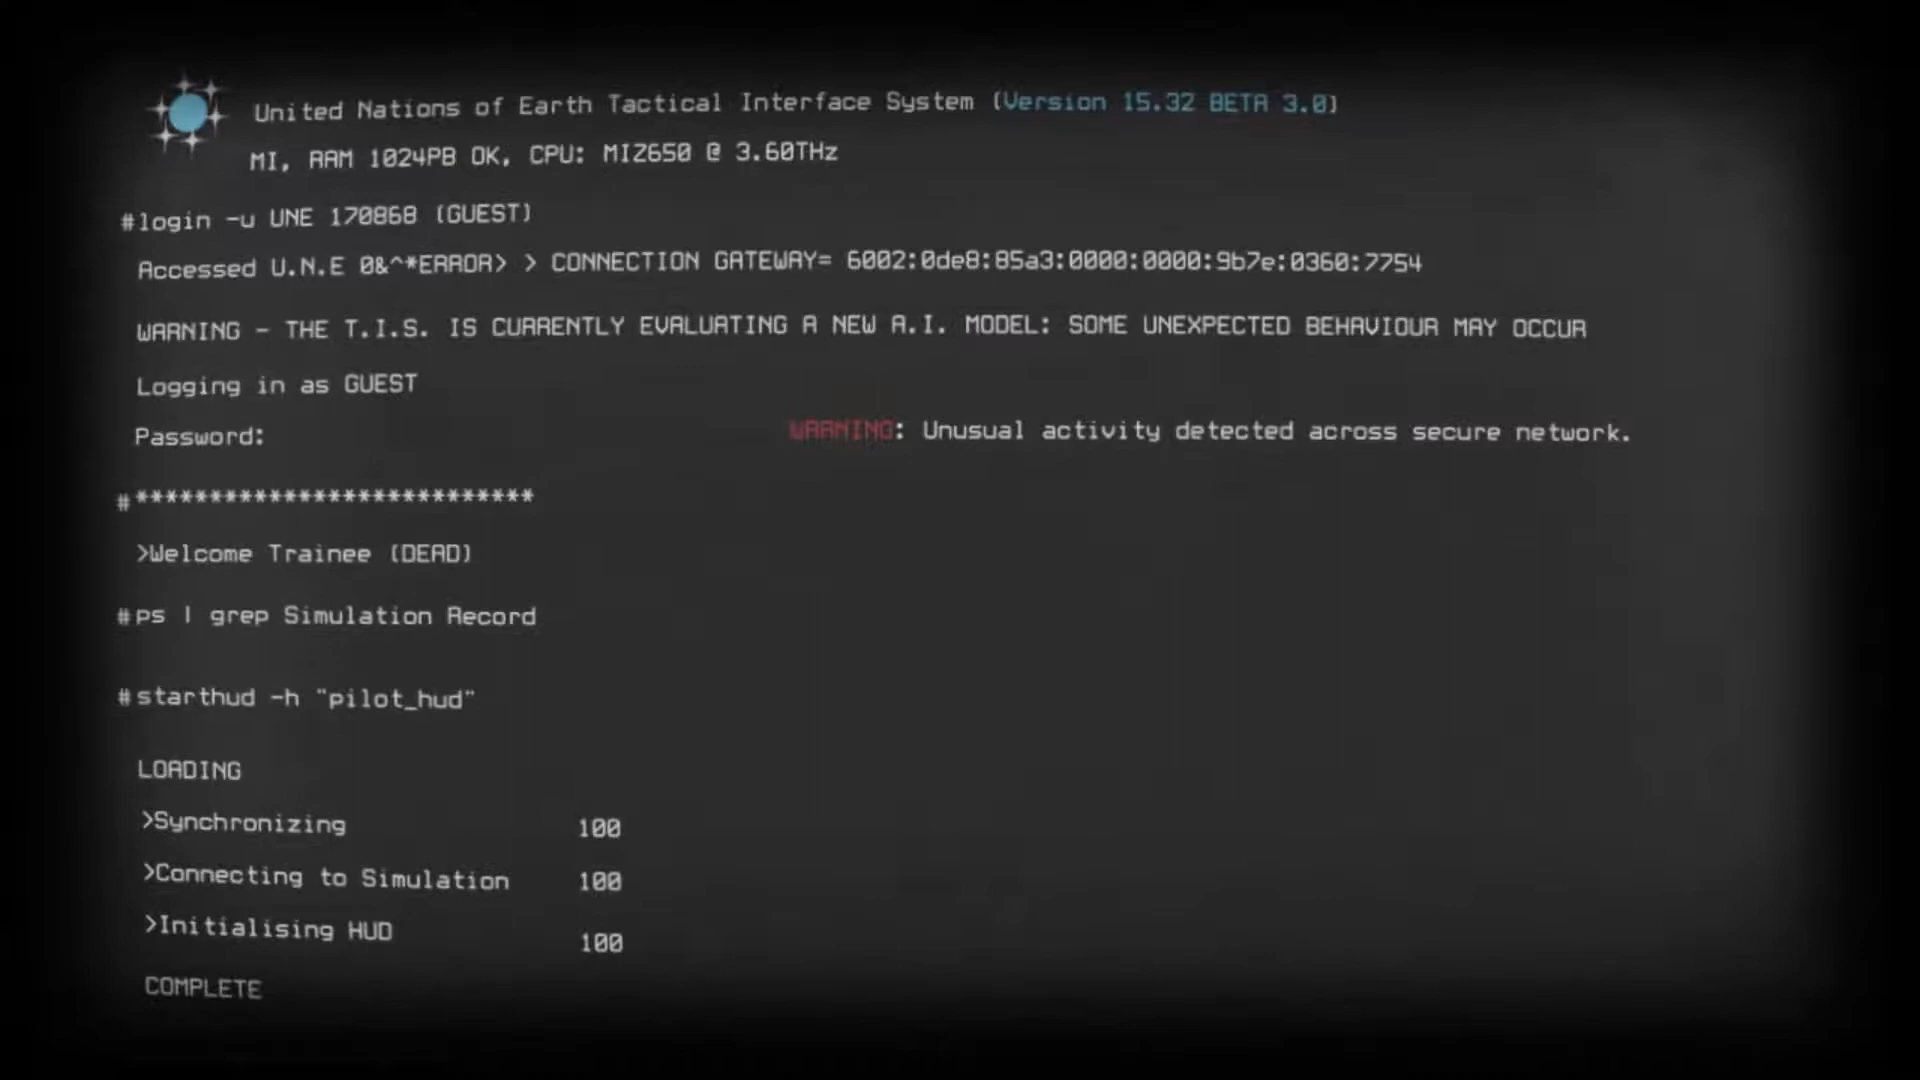 United Nations of Earth Tactical Interface System (Version 15.32 BETA 3.0)
MI, RAM 1024PB OK, CPU: MIZ650 @ 3.60THz
#login -u UNE 170868 (GUEST)
Accessed U.N.E 0&^*ERROR> > CONNECTION GATEWAY= 6002:0de8:85a3:0000:0000:9b7e:0360:7754
WARNING - THE T.I.S. IS CURRENTLY EVALUATING A NEW A.I. MODEL: SOME UNEXPECTED BEHAVIOUR MAY OCCUR
Logging in as GUEST
Password:
WARNING: Unusual activity detected across secure network.
#***************************
>Welcome Trainee (DEAD)
#ps | grep Simulation Record
#starthud -h "pilot_hud"
LOADING
>Synchronizing 100
>Connecting to Simulation 100
>Initialising HUD 100
COMPLETE